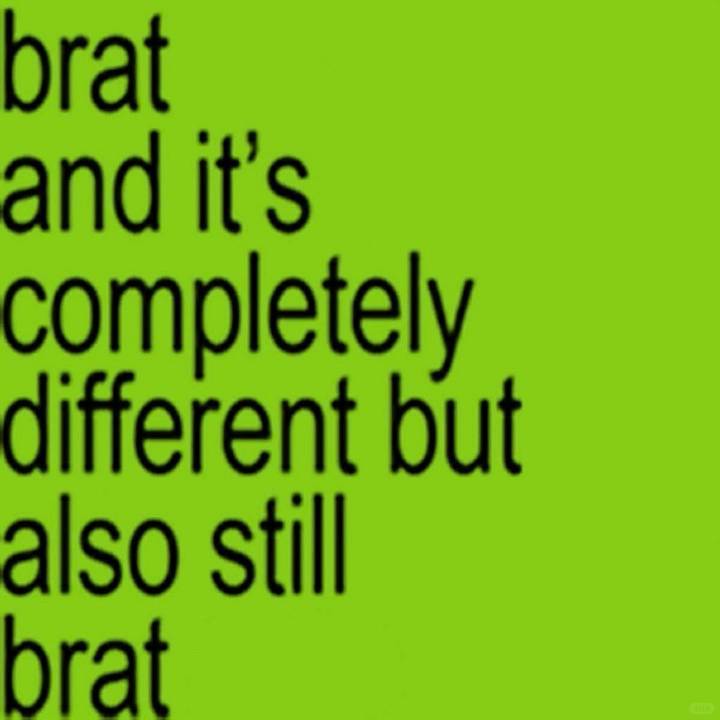 brat
and it’s
completely
different but
also still
brat